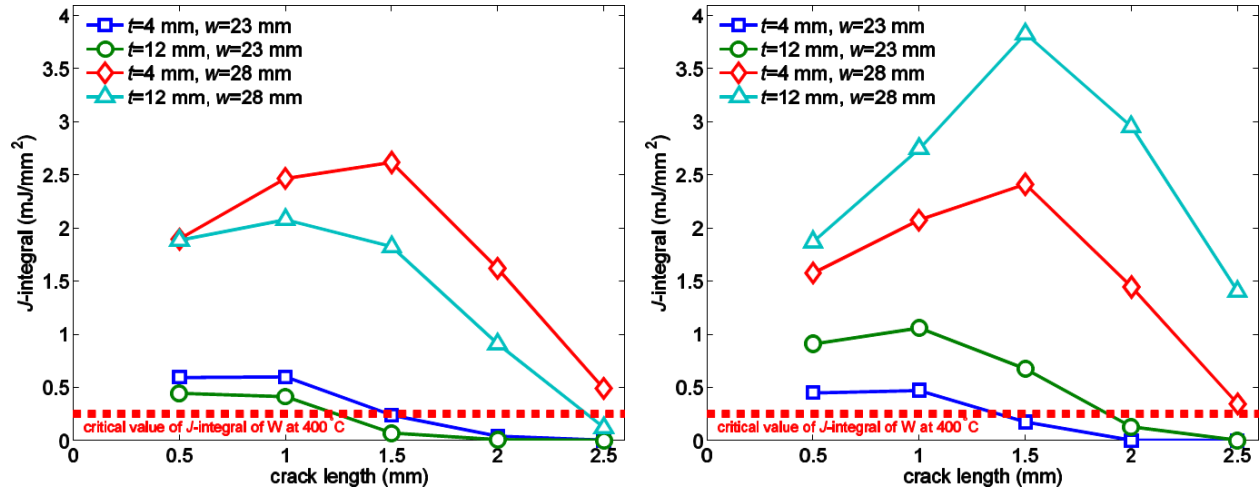 4
3.5
3
2.5
2
1.5
1
0.5
0
J-integral (mJ/mm²)
t=4 mm, w=23 mm
t=12 mm, w=23 mm
t=4 mm, w=28 mm
t=12 mm, w=28 mm
critical value of J-integral of W at 400°C
0 0.5 1 1.5 2 2.5
crack length (mm)
4
3.5
3
2.5
2
1.5
1
0.5
0
J-integral (mJ/mm²)
t=4 mm, w=23 mm
t=12 mm, w=23 mm
t=4 mm, w=28 mm
t=12 mm, w=28 mm
critical value of J-integral of W at 400°C
0 0.5 1 1.5 2 2.5
crack length (mm)